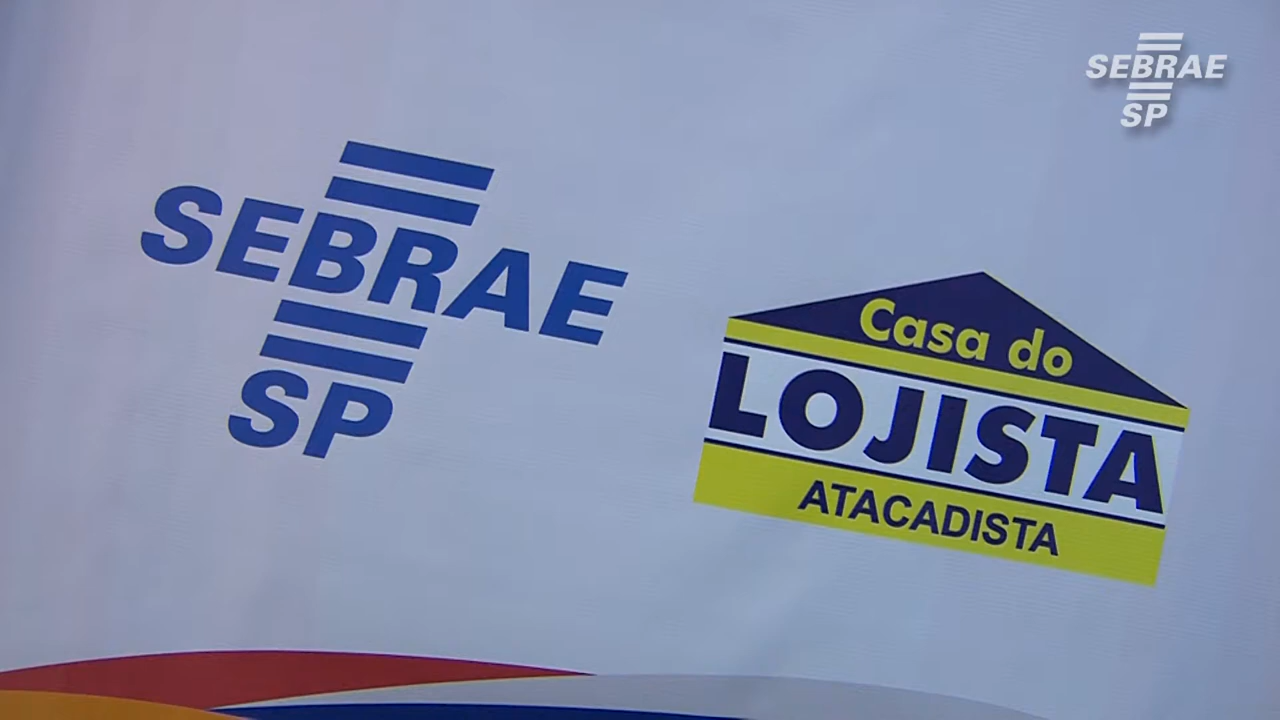 SEBRAE
SP
SEBRAE
SP
Casa do
LOJISTA
ATACADISTA